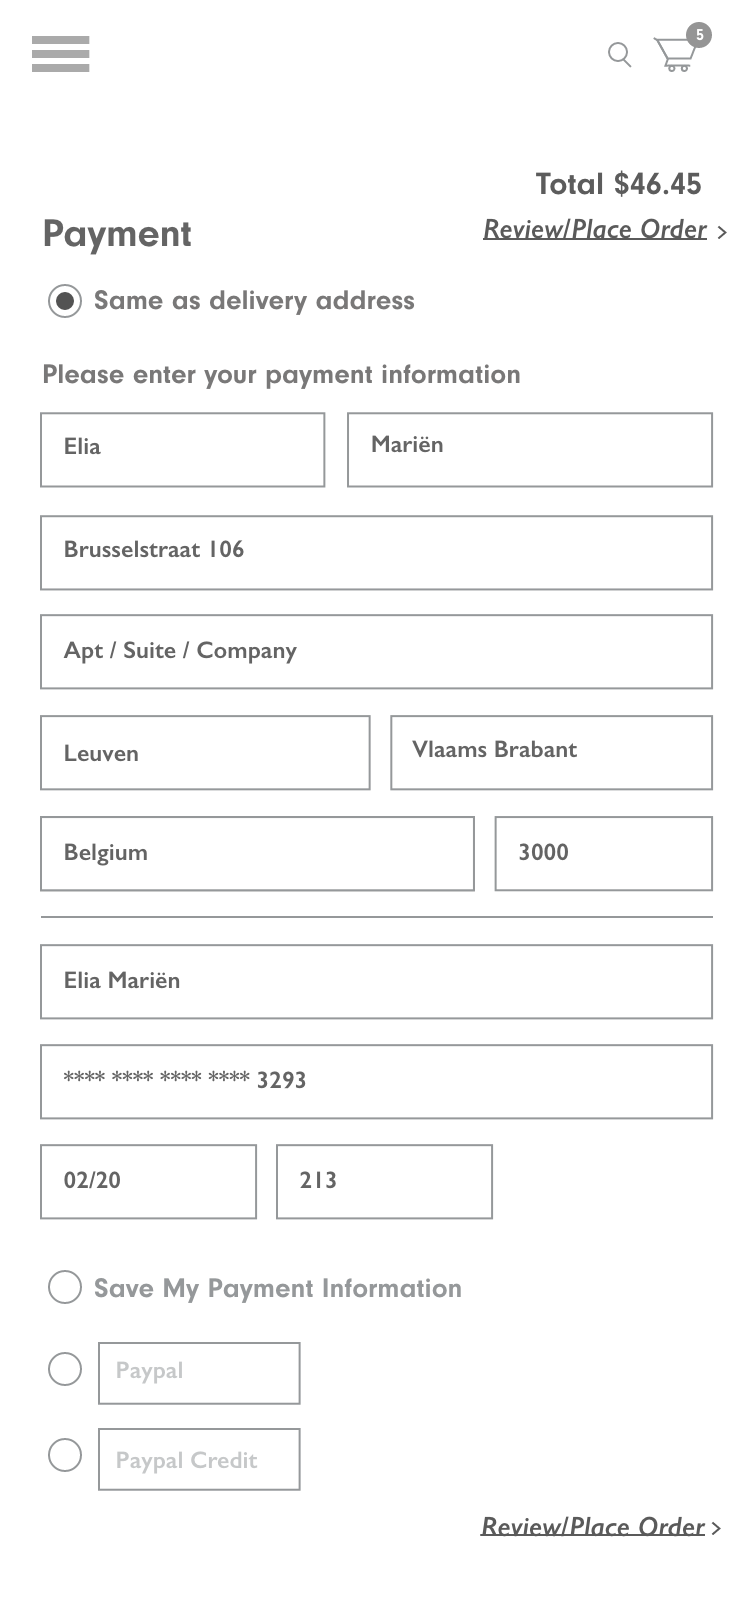 5
Total $46.45
Payment
Review/Place Order >
Same as delivery address
Please enter your payment information
Elia
Mariën
Brusselstraat 106
Apt / Suite / Company
Leuven
Vlaams Brabant
Belgium
3000
Elia Mariën
**** **** **** **** 3293
02/20
213
Save My Payment Information
Paypal
Paypal Credit
Review/Place Order >